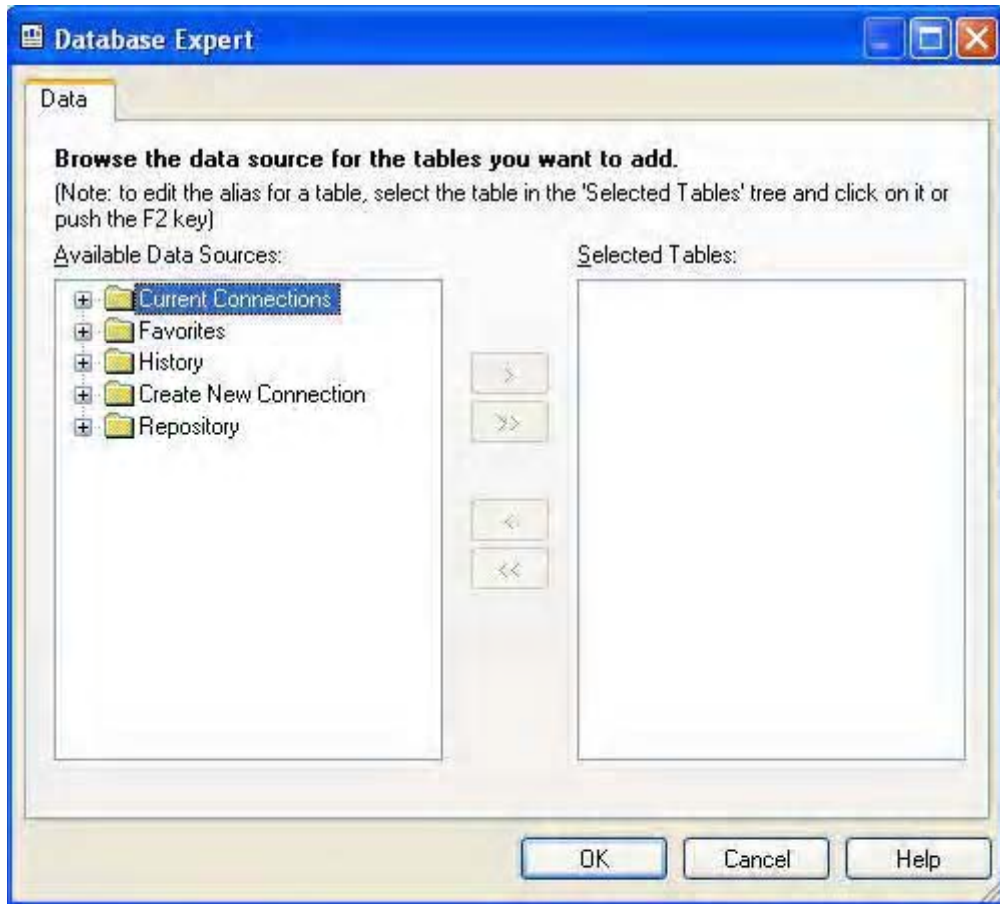 Database Expert
Data
Browse the data source for the tables you want to add.
(Note: to edit the alias for a table, select the table in the 'Selected Tables' tree and click on it or
push the F2 key)
Available Data Sources:
Selected Tables:
Current Connections
Favorites
History
Create New Connection
Repository
>
>>
<
<<
OK
Cancel
Help